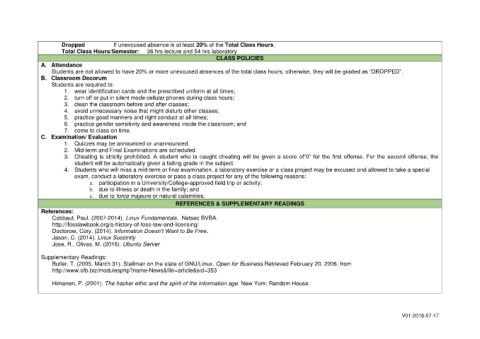 Dropped If unexcused absence is at least 20% of the Total Class Hours.
Total Class Hours/Semester: 36 hrs lecture and 54 hrs laboratory
CLASS POLICIES
A. Attendance
Students are not allowed to have 20% or more unexcused absences of the total class hours; otherwise, they will be graded as "DROPPED".
B. Classroom Decorum
Students are required to:
1. wear identification cards and the prescribed uniform at all times;
2. turn off or put in silent mode cellular phones during class hours;
3. clean the classroom before and after classes;
4. avoid unnecessary noise that might disturb other classes;
5. practice good manners and right conduct at all times;
6. practice gender sensitivity and awareness inside the classroom; and
7. come to class on time.
C. Examination/ Evaluation
1. Quizzes may be announced or unannounced.
2. Mid-term and Final Examinations are scheduled.
3. Cheating is strictly prohibited. A student who is caught cheating will be given a score of"0" for the first offense. For the second offense, the
student will be automatically given a failing grade in the subject.
4. Students who will miss a mid-term or final examination, a laboratory exercise or a class project may be excused and allowed to take a special
exam, conduct a laboratory exercise or pass a class project for any of the following reasons:
a. participation in a University/College-approved field trip or activity;
b. due to illness or death in the family; and
c. due to force majeure or natural calamities.
REFERENCES & SUPPLEMENTARY READINGS
References:
Cobbaut, Paul. (2007-2014). Linux Fundamentals. Netsec BVBA.
http://fosslawbook.org/a-history-of-foss-law-and-licensing
Doctorow, Cory. (2014). Information Doesn't Want to Be Free.
Jason, C. (2014). Linux Succintly
Jose, R., Olivas, M. (2016). Ubuntu Server
Supplementary Readings:
Butler, T. (2005, March 31). Stallman on the state of GNU/Linux. Open for Business.Retrieved February 20, 2006, from
http://www.ofb.biz/modulesphp?name-News&file=article&sid=353
Himanen, P. (2001). The hacker ethic and the spirit of the information age. New York: Random House.
V01-2018-07-17